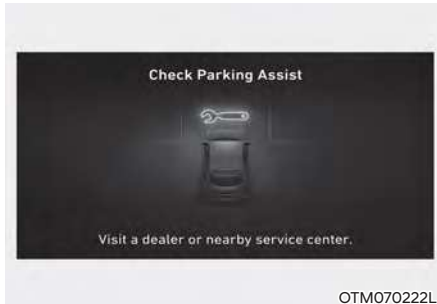 Check Parking Assist
Visit a dealer or nearby service center.
OTM070222L